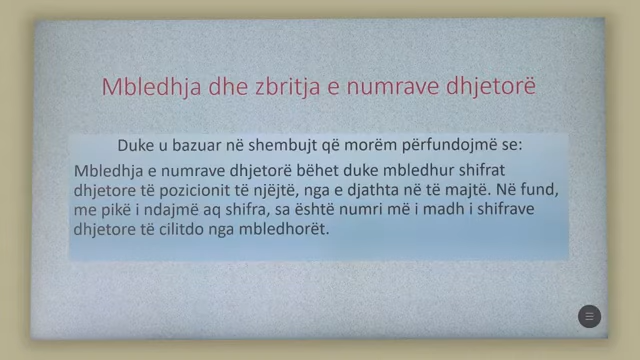 Mbledhja dhe zbritja e numrave dhjetorë
Duke u bazuar në shembujt që morëm përfundojmë se:
Mbledhja e numrave dhjetorë bëhet duke mbledhur shifrat
dhjetore të pozicionit të njëjtë, nga e djathta në të majtë. Në fund,
me pikë i ndajmë aq shifra, sa është numri më i madh i shifrave
dhjetore të cilitdo nga mbledhorët.